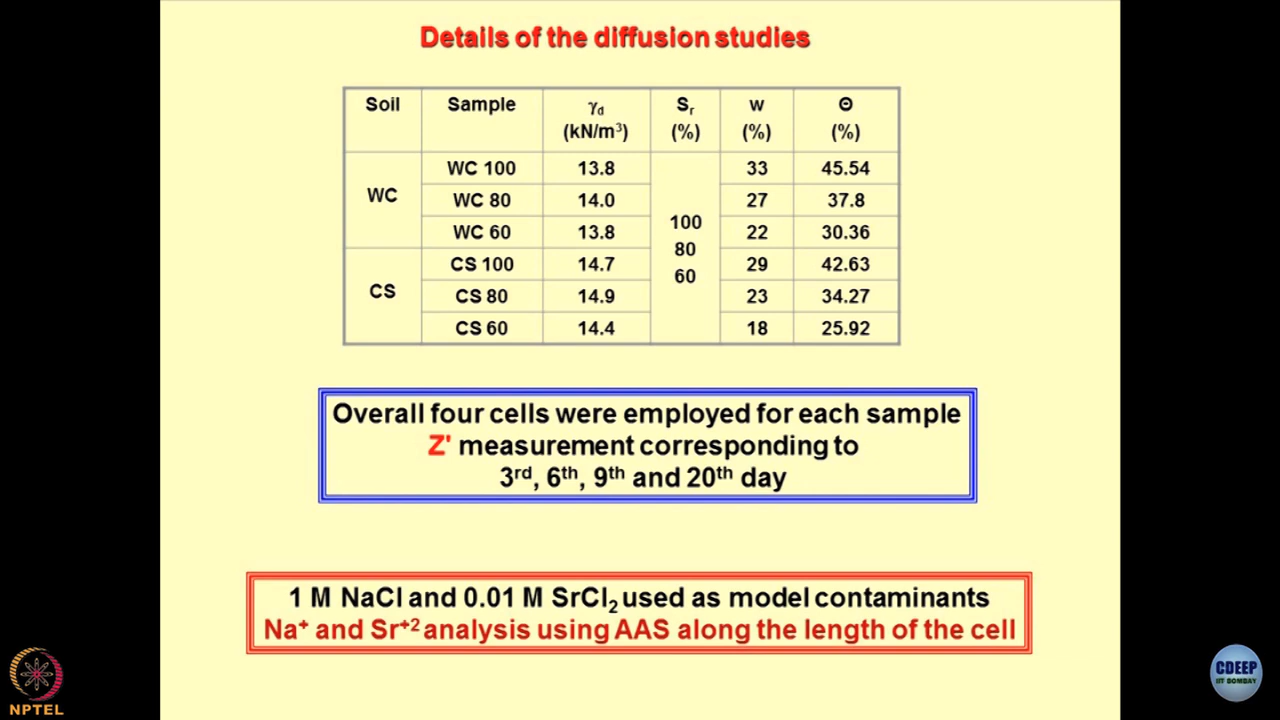 Details of the diffusion studies
Soil Sample γd (kN/m³) Sr (%) w (%) Θ (%)
WC WC 100 13.8 100 80 60 33 45.54
WC 80 14.0 27 37.8
WC 60 13.8 22 30.36
CS CS 100 14.7 29 42.63
CS 80 14.9 23 34.27
CS 60 14.4 18 25.92
Overall four cells were employed for each sample
Z' measurement corresponding to
3rd, 6th, 9th and 20th day
1 M NaCl and 0.01 M SrCl₂ used as model contaminants
Na⁺ and Sr⁺² analysis using AAS along the length of the cell
NPTEL
CDEEP
IIT BOMBAY